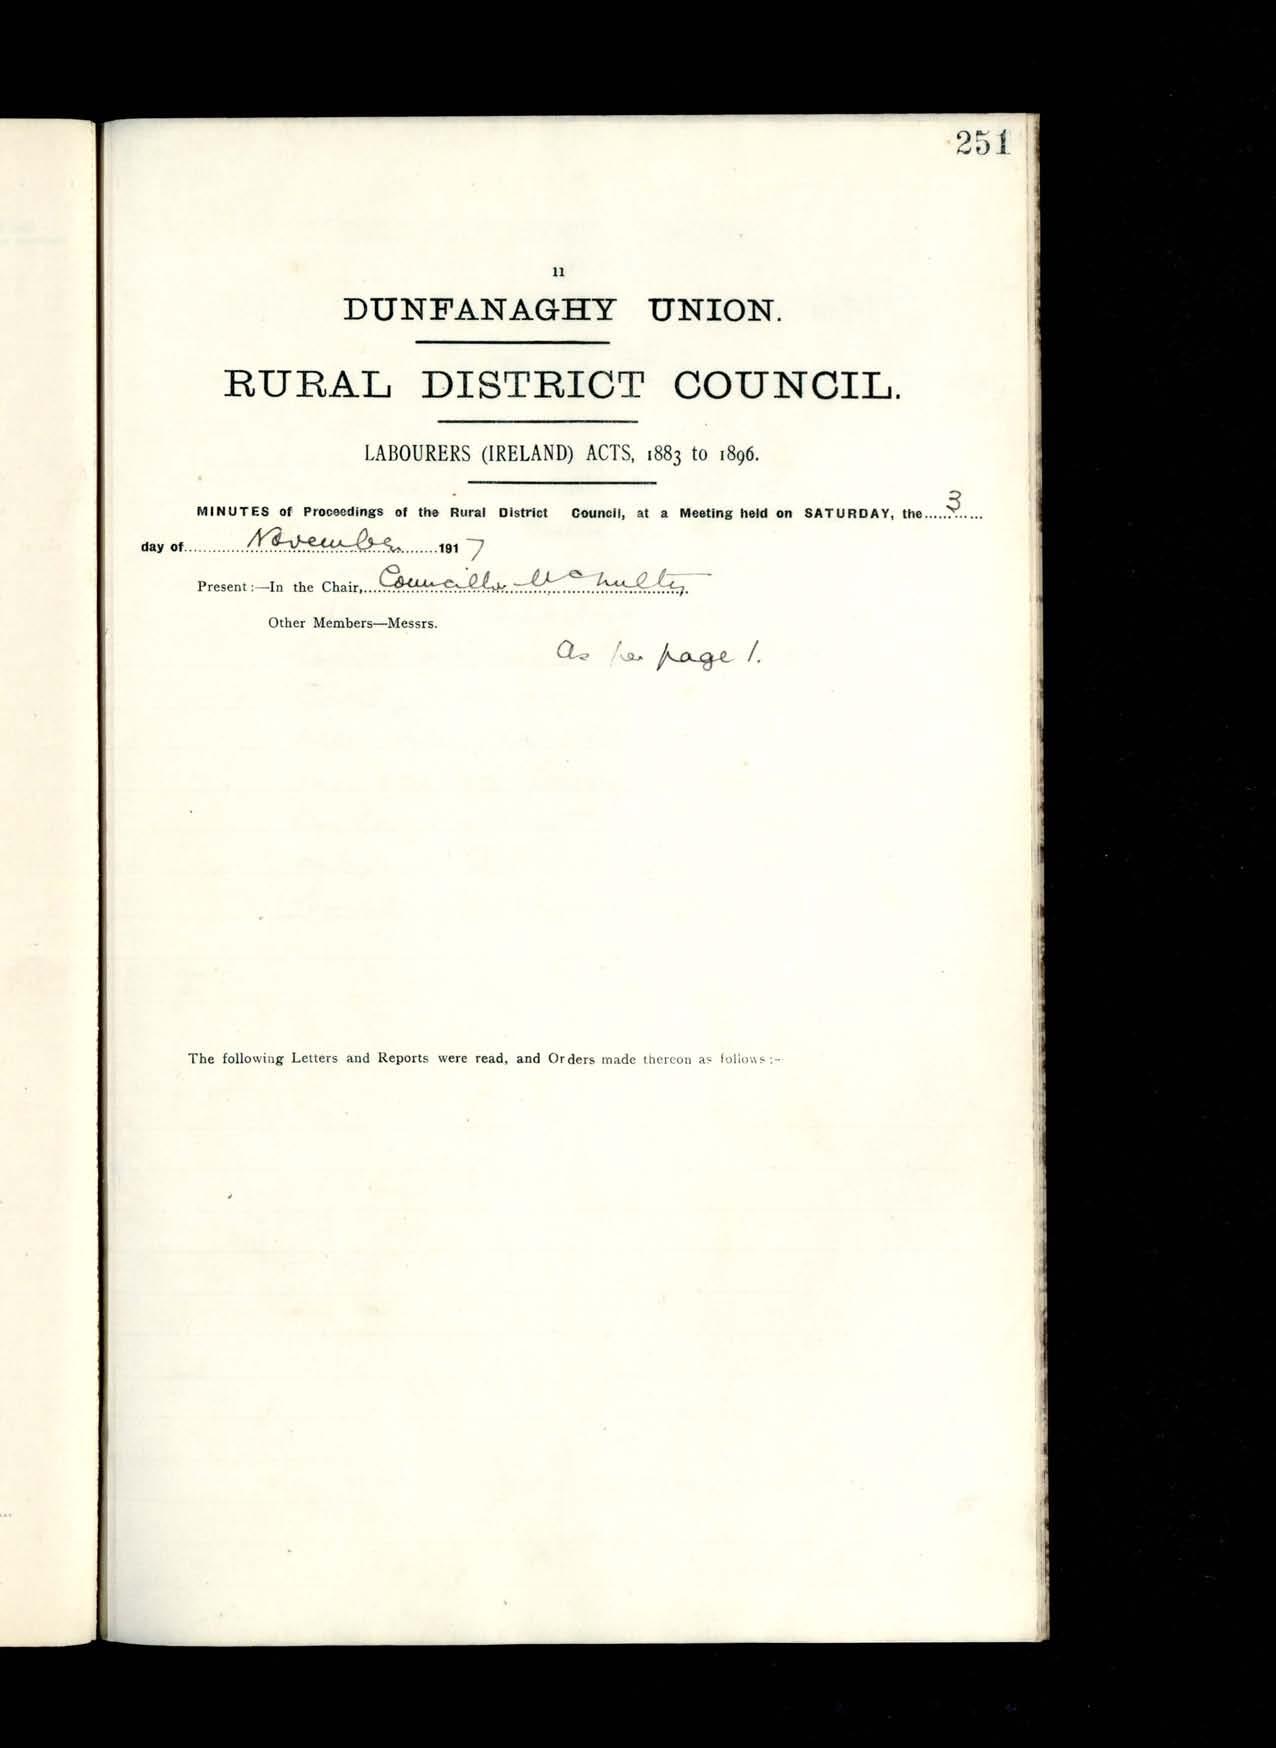 251
11
DUNFANAGHY UNION.
RURAL DISTRICT COUNCIL.
LABOURERS (IRELAND) ACTS, 1883 to 1896.
MINUTES of Proceedings of the Rural District Council, at a Meeting held on SATURDAY, the 3
day of November 1917
Present:—In the Chair, Councillor McNulty
Other Members—Messrs.
As per page 1.
The following Letters and Reports were read, and Orders made thereon as follows:-